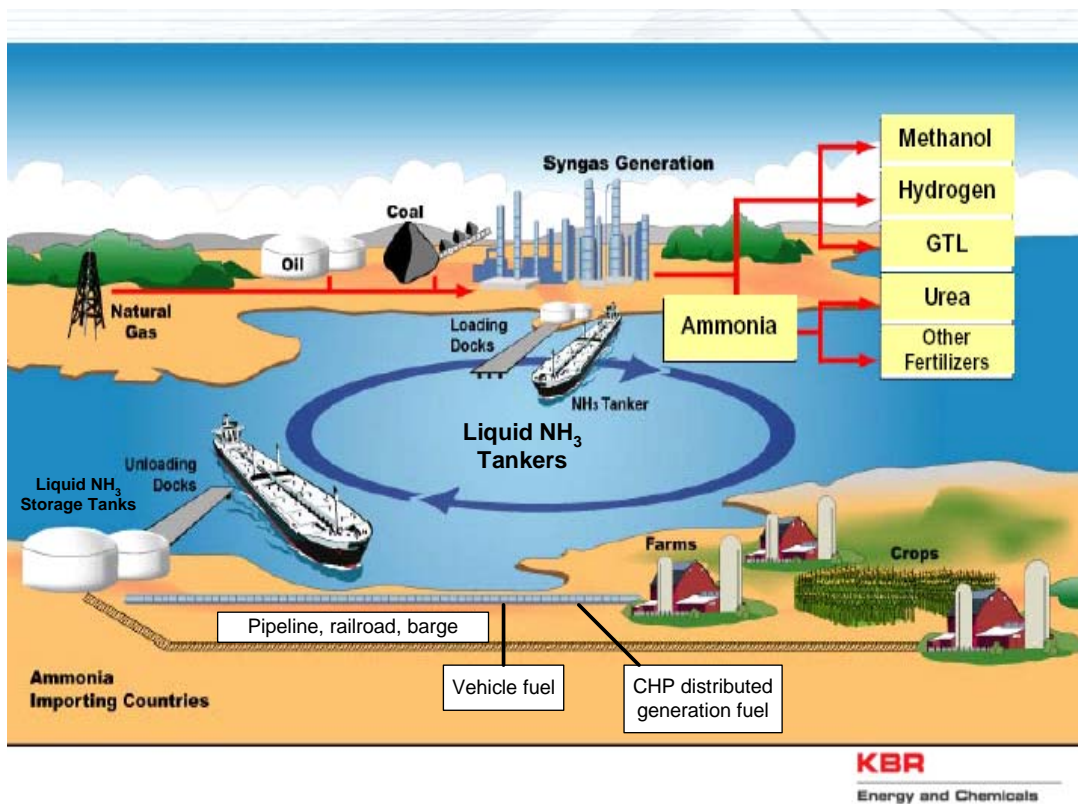 Methanol
Syngas Generation
Hydrogen
Coal
GTL
Oil
Urea
Natural
Gas
Loading
Docks
Ammonia
Other
Fertilizers
NH₃ Tanker
Liquid NH₃
Tankers
Unloading
Docks
Liquid NH₃
Storage Tanks
Farms
Crops
Pipeline, railroad, barge
Vehicle fuel
CHP distributed
generation fuel
Ammonia
Importing Countries
KBR
Energy and Chemicals